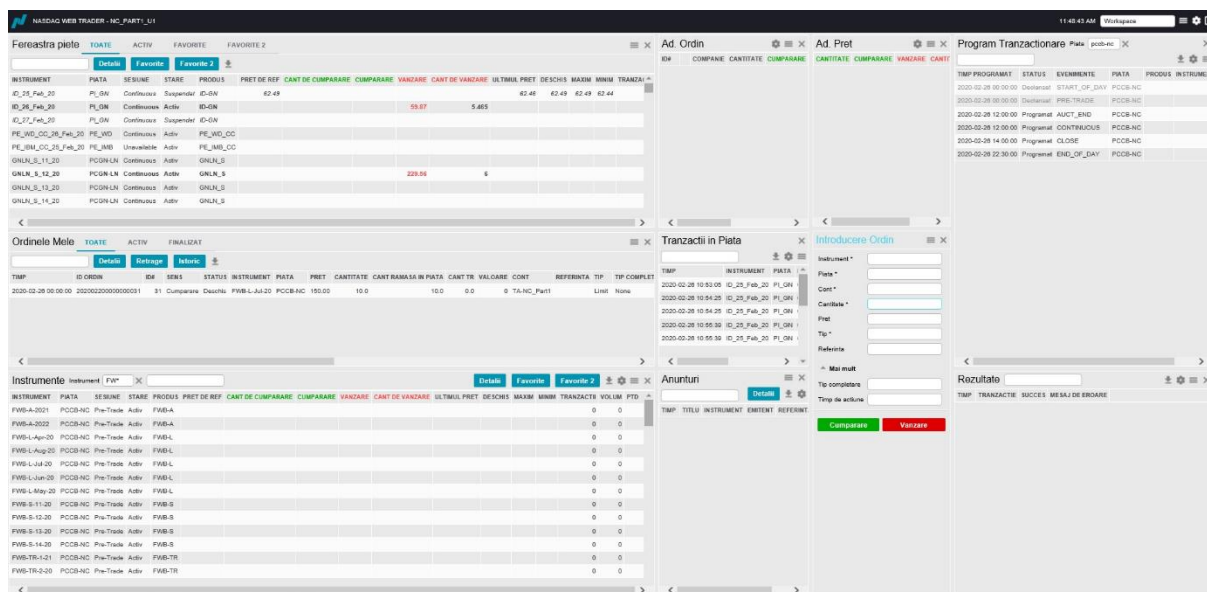 NASDAQ WEB TRADER - NC_PART1_U1
11:48:43 AM Workspace
Fereastra piete TOATE ACTIV FAVORITE FAVORITE 2
Detalii Favorite Favorite 2
INSTRUMENT PIATA SESIUNE STARE PRODUS PRET DE REF CANT DE CUMPARARE CUMPARARE VANZARE CANT DE VANZARE ULTIMUL PRET DESCHIS MAXIM MINIM
ID_25_Feb_20 PI_GN Continuous Suspendat ID-GN 62.49 62.46 62.49 62.49 62.44
ID_26_Feb_20 PI_GN Continuous Activ ID-GN 59.07 5.465
ID_27_Feb_20 PI_GN Continuous Suspendat ID-GN
PE_WD_CC_26_Feb_20 PE_WD Continuous Activ PE_WD_CC
PE_IBM_CC_25_Feb_20 PE_IMB Unavailable Activ PE_IMB_CC
GNLN_S_11_20 PCGN-LN Continuous Activ GNLN_S
GNLN_S_12_20 PCGN-LN Continuous Activ GNLN_S 229.56 6
GNLN_S_13_20 PCGN-LN Continuous Activ GNLN_S
GNLN_S_14_20 PCGN-LN Continuous Activ GNLN_S
Ad. Ordin
ID# COMPANIE CANTITATE CUMPARARE
Ad. Pret
CANTITATE CUMPARARE VANZARE
Program Tranzactionare Piata pccb-nc
TIMP PROGRAMAT STATUS EVENIMENTE PIATA PRODUS
2020-02-26 00:00:00 Demarat START_OF_DAY PCCB-NC
2020-02-26 00:00:00 PRE-TRADE PCCB-NC
2020-02-26 12:00:00 Programat AUCT_END PCCB-NC
2020-02-26 12:00:00 Programat CONTINUOUS PCCB-NC
2020-02-26 14:00:00 Programat CLOSE PCCB-NC
2020-02-26 22:30:00 Programat END_OF_DAY PCCB-NC
Ordinele Mele TOATE ACTIV FINALIZAT
Detalii Retrage Istoric
TIMP ID ORDIN ID# SENS STATUS INSTRUMENT PIATA PRET CANTITATE CANT RAMASA IN PIATA CANT TR VALOARE CONT REFERINTA TIP TIP COMPLET
2020-02-26 00:00:00 31 Cumparare Deschis FWB-L-Jul-20 PCCB-NC 150.00 10.0 10.0 0.0 0 TA-NC_Part1 Limit None
Tranzactii in Piata
TIMP INSTRUMENT PIATA
2020-02-26 10:53:05 ID_25_Feb_20 PI_GN
2020-02-26 10:54:25 ID_25_Feb_20 PI_GN
2020-02-26 10:54:25 ID_25_Feb_20 PI_GN
2020-02-26 10:55:39 ID_25_Feb_20 PI_GN
2020-02-26 10:55:39 ID_25_Feb_20 PI_GN
Introducere Ordin
Instrument *
Piata *
Cont *
Cantitate *
Pret
Tip *
Referinta
Mai mult
Tip completare
Timp de actiune
Cumparare Vanzare
Instrumente Instrument FW* Detalii Favorite Favorite 2
INSTRUMENT PIATA SESIUNE STARE PRODUS PRET DE REF CANT DE CUMPARARE CUMPARARE VANZARE CANT DE VANZARE ULTIMUL PRET DESCHIS MAXIM MINIM TRANZACTII VOLUM PTD
FWB-A-2021 PCCB-NC Pre-Trade Activ FWB-A 0 0
FWB-A-2022 PCCB-NC Pre-Trade Activ FWB-A 0 0
FWB-L-Apr-20 PCCB-NC Pre-Trade Activ FWB-L 0 0
FWB-L-Aug-20 PCCB-NC Pre-Trade Activ FWB-L 0 0
FWB-L-Jul-20 PCCB-NC Pre-Trade Activ FWB-L 0 0
FWB-L-Jun-20 PCCB-NC Pre-Trade Activ FWB-L 0 0
FWB-L-May-20 PCCB-NC Pre-Trade Activ FWB-L 0 0
FWB-S-11-20 PCCB-NC Pre-Trade Activ FWB-S 0 0
FWB-S-12-20 PCCB-NC Pre-Trade Activ FWB-S 0 0
FWB-S-13-20 PCCB-NC Pre-Trade Activ FWB-S 0 0
FWB-S-14-20 PCCB-NC Pre-Trade Activ FWB-S 0 0
FWB-TR-1-21 PCCB-NC Pre-Trade Activ FWB-TR 0 0
FWB-TR-2-20 PCCB-NC Pre-Trade Activ FWB-TR 0 0
Anunturi
Detalii
TIMP TITLU INSTRUMENT EMITENT REFERINT
Rezultate
TIMP TRANZACTIE SUCCES MESAJ DE EROARE